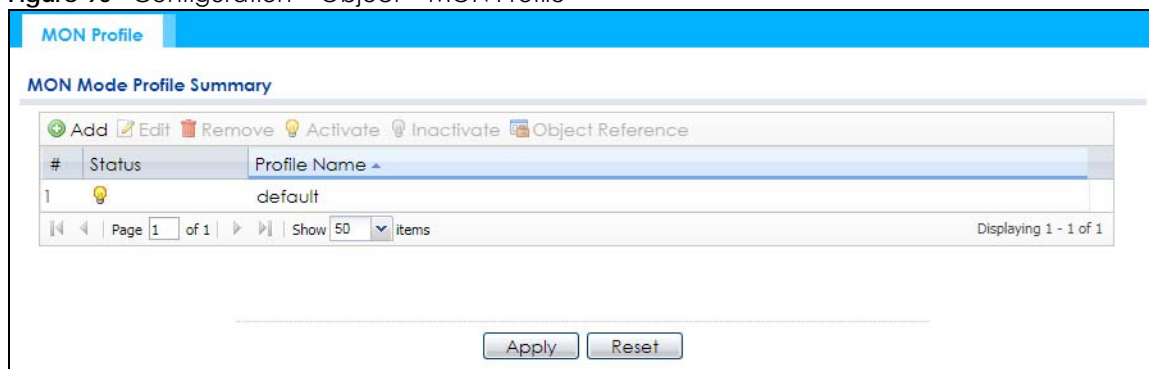 MON Profile
MON Mode Profile Summary
Add Edit Remove Activate Inactivate Object Reference
# Status Profile Name
1 default
Page 1 of 1 Show 50 items Displaying 1 - 1 of 1
Apply Reset